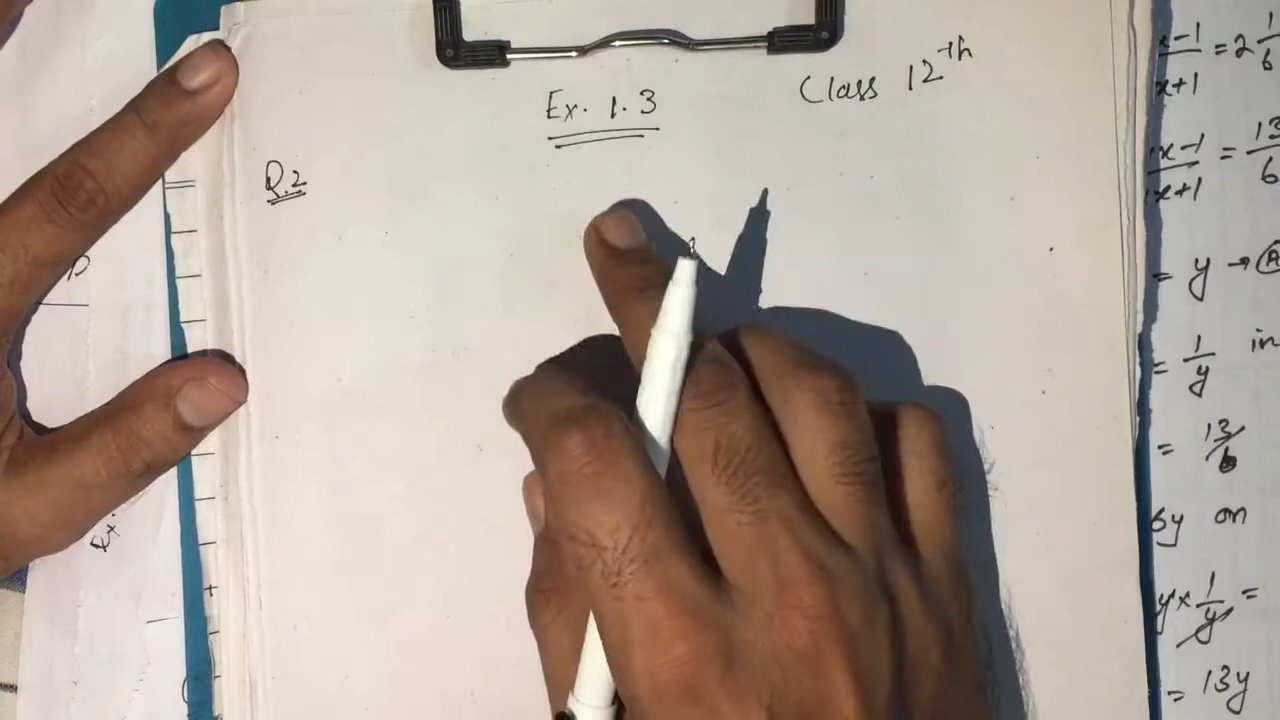 Ex. 1.3
Class 12th
Q.2
x-1/x+1 = 2 1/6
x-1/x+1 = 13/6
= y → A
= 1/y in
= 13/6
6y on
y × 1/y =
= 13y
Ex.